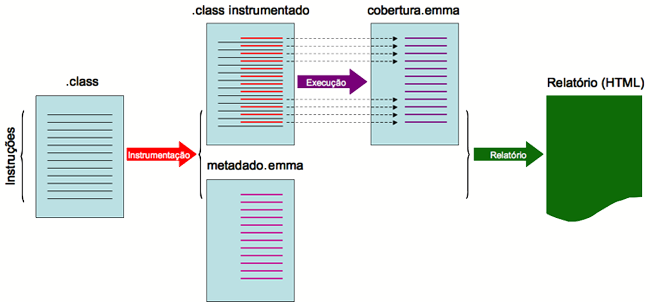 .class instrumentado
cobertura.emma
.class
Execução
Relatório (HTML)
Instruções
Instrumentação
Relatório
metadado.emma